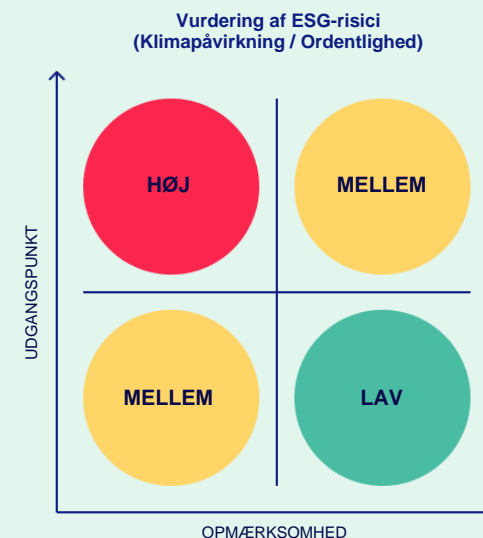 Vurdering af ESG-risici
(Klimapåvirkning / Ordentlighed)
UDGANGSPUNKT
HØJ
MELLEM
MELLEM
LAV
OPMÆRKSOMHED